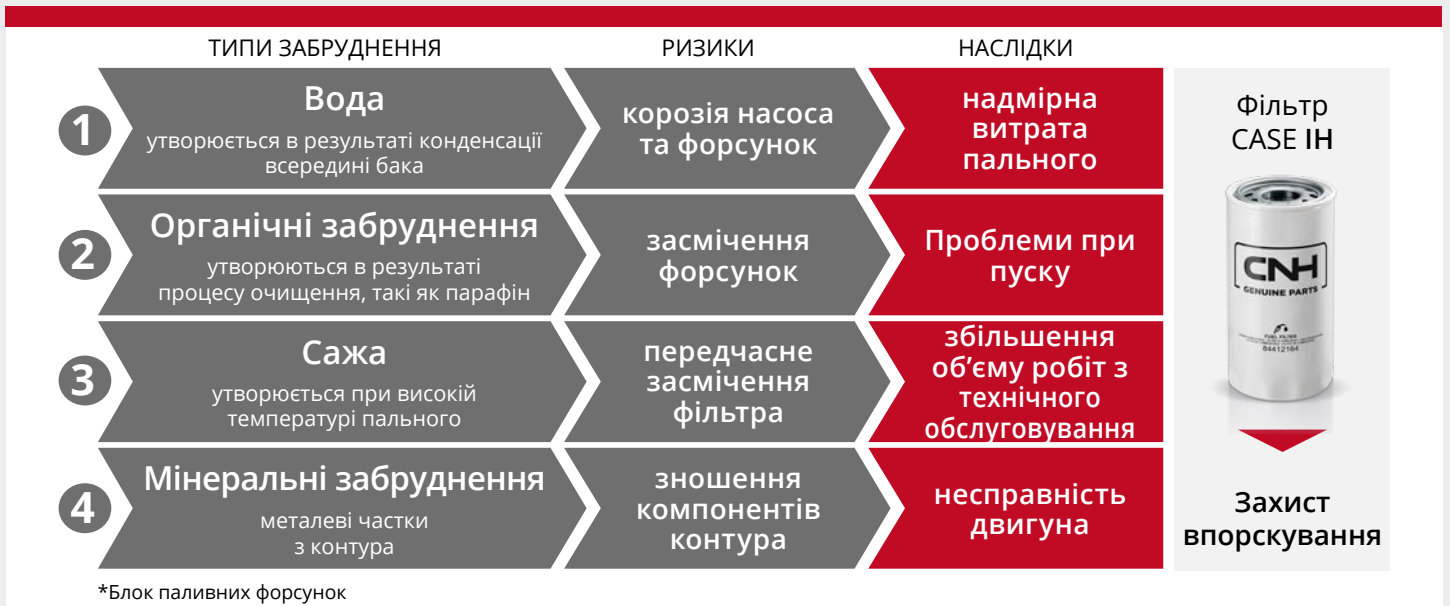 ТИПИ ЗАБРУДНЕННЯ
РИЗИКИ
НАСЛІДКИ
1
Вода
утворюється в результаті конденсації
всередині бака
корозія насоса
та форсунок
надмірна
витрата
пального
2
Органічні забруднення
утворюються в результаті
процесу очищення, такі як парафін
засмічення
форсунок
Проблеми при
пуску
3
Сажа
утворюється при високій
температурі пального
передчасне
засмічення
фільтра
збільшення
об’єму робіт з
технічного
обслуговування
4
Мінеральні забруднення
металеві частки
з контура
зношення
компонентів
контура
несправність
двигуна
Фільтр
CASE IH
CNH
GENUINE PARTS
FUEL FILTER
84412164
Захист
впорскування
*Блок паливних форсунок